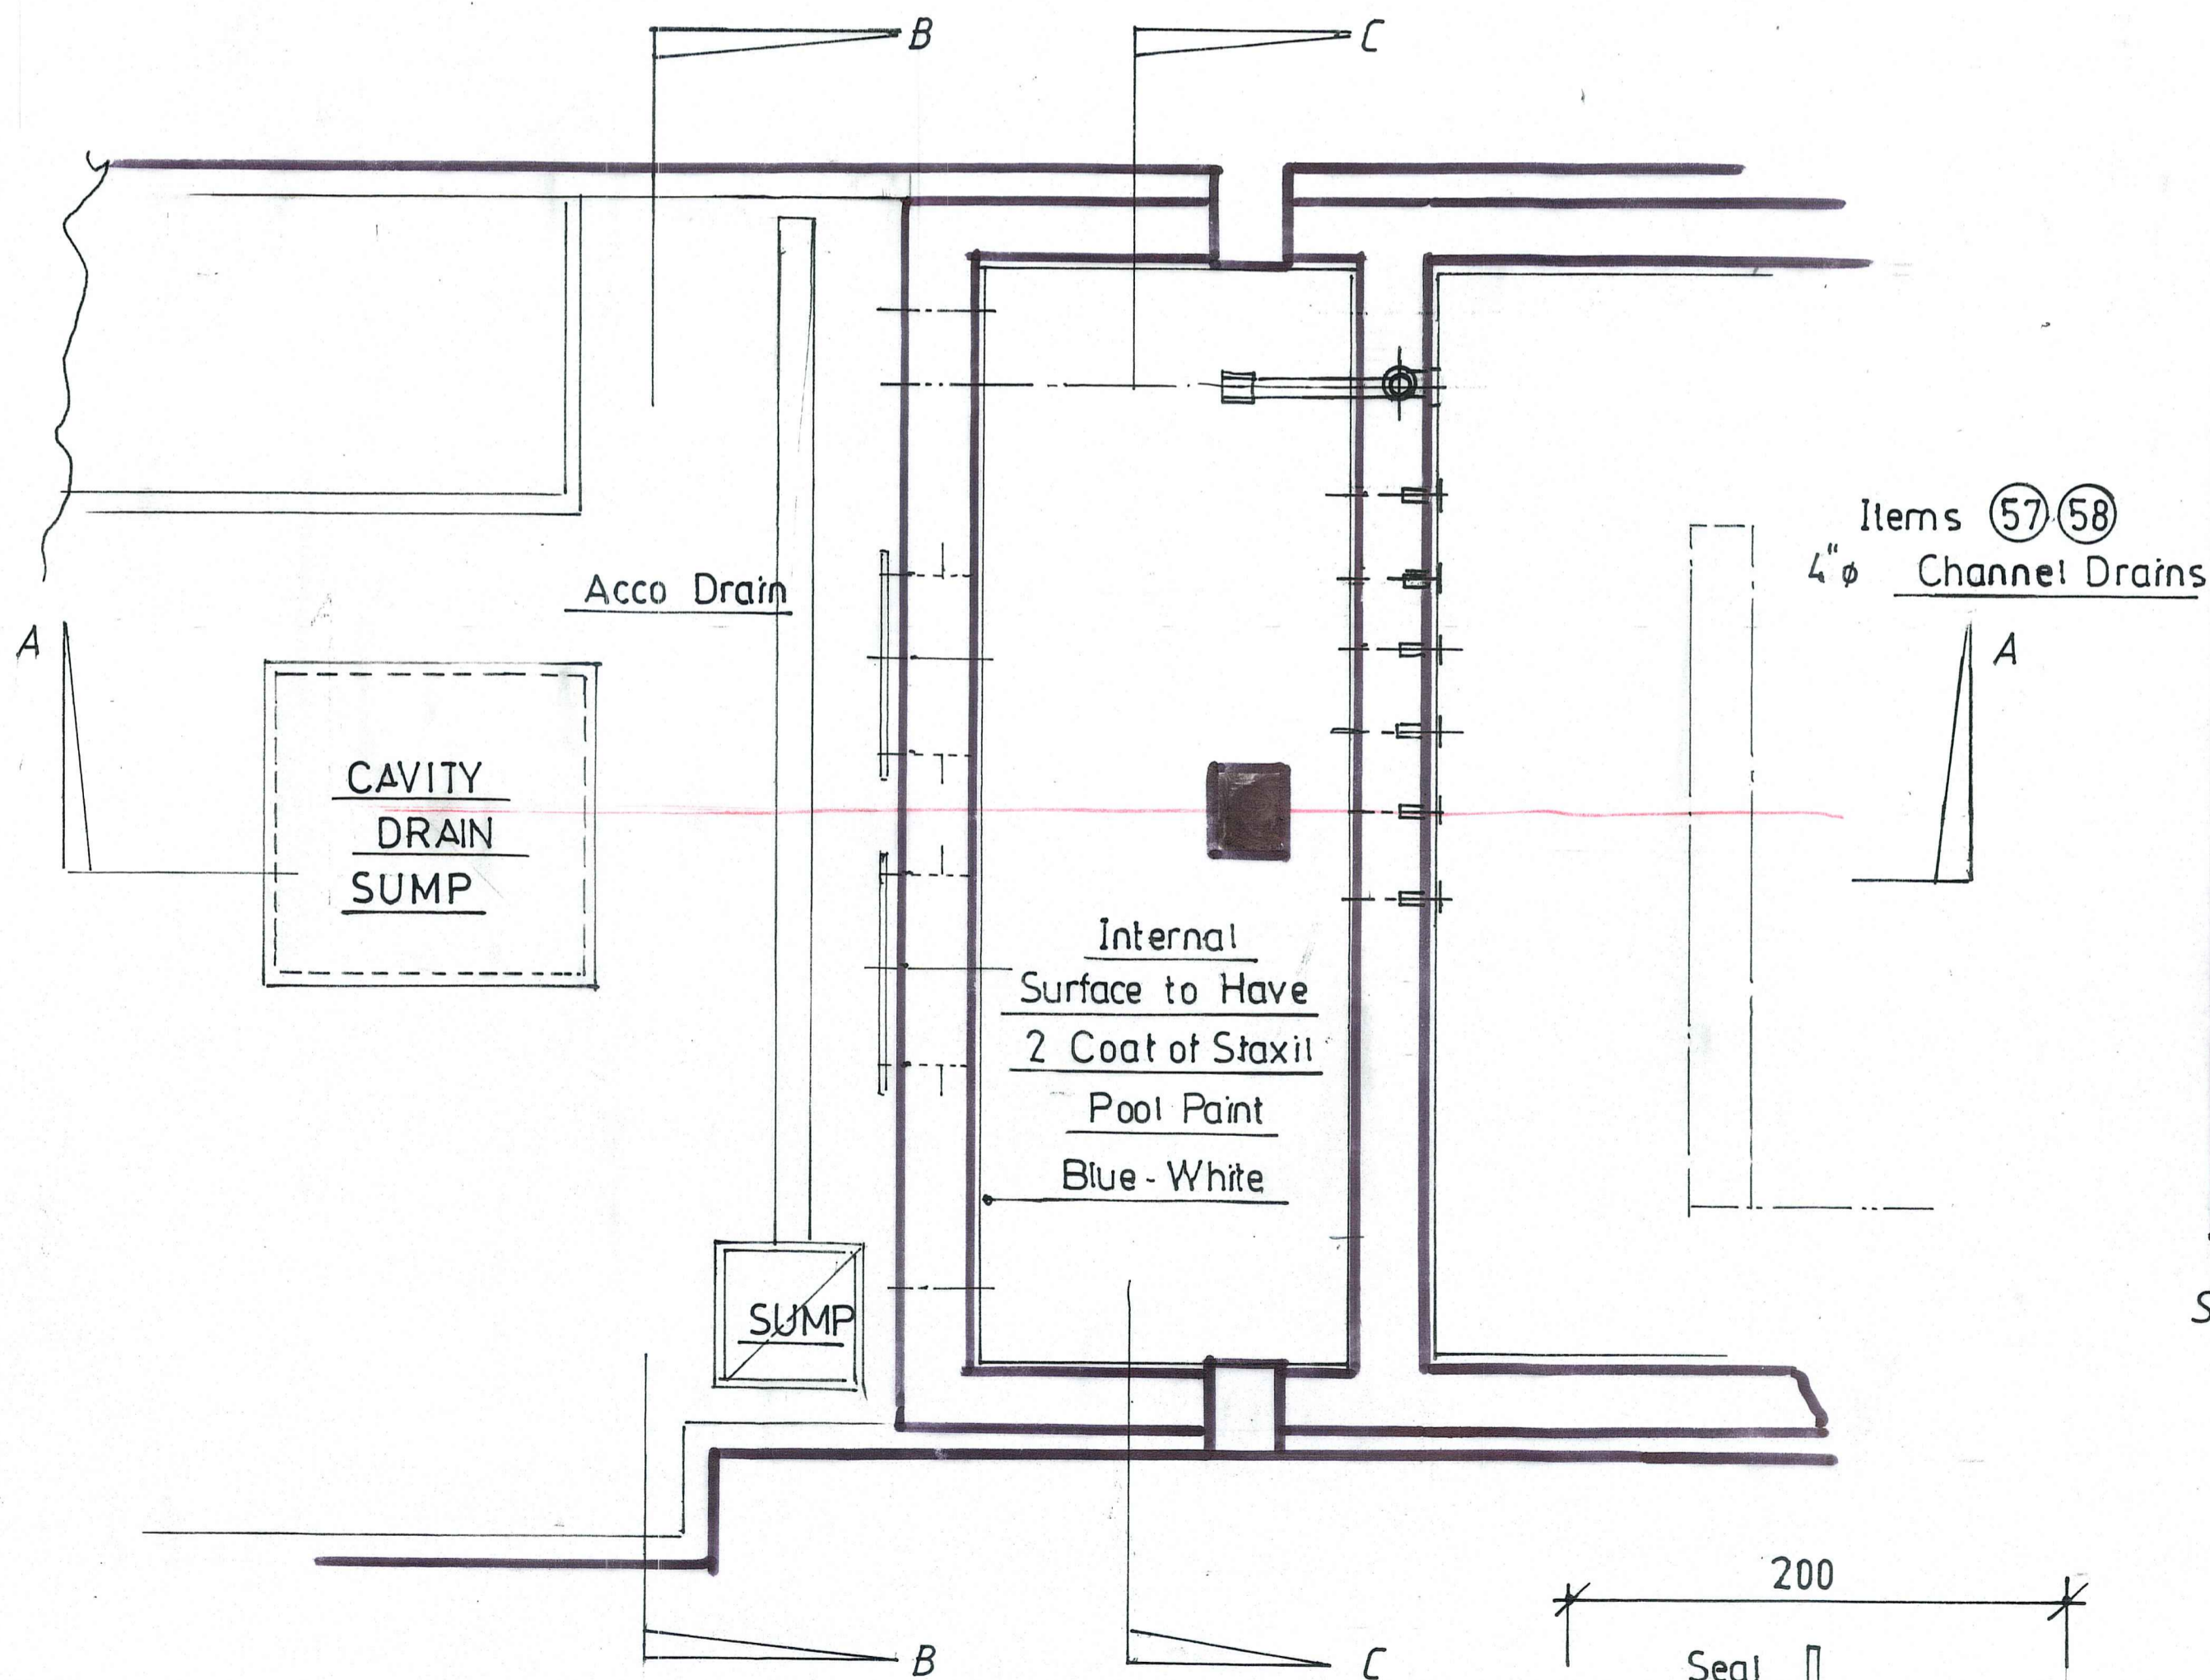 B
C
Items 57 58
4"ø Channel Drains
Acco Drain
A
A
CAVITY
DRAIN
SUMP
Internal
Surface to Have
2 Coat of Staxil
Pool Paint
Blue - White
SUMP
S
200
Seal
B
C